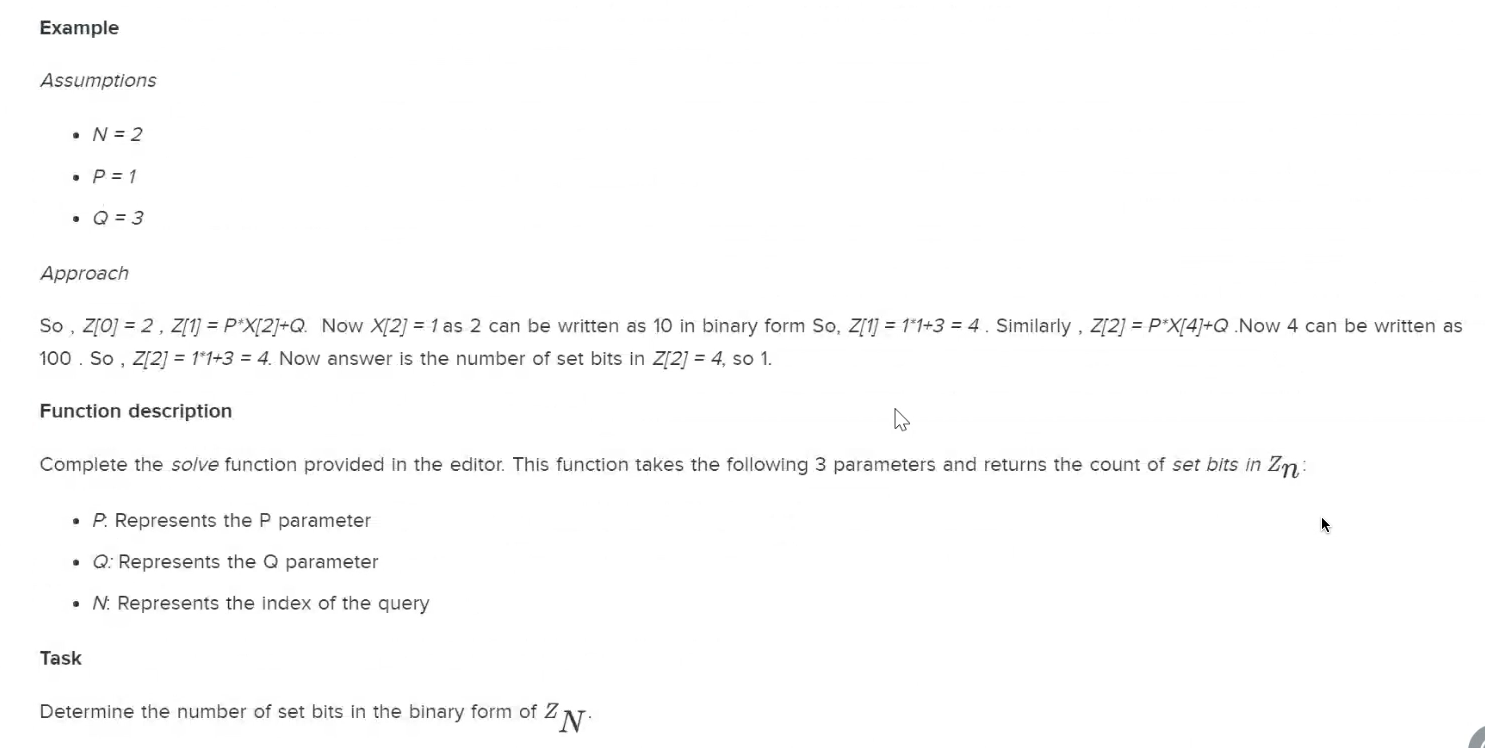 Example
Assumptions
• N = 2
• P = 1
• Q = 3
Approach
So , Z[0] = 2 , Z[1] = P*X[2]+Q. Now X[2] = 1 as 2 can be written as 10 in binary form So, Z[1] = 1*1+3 = 4 . Similarly , Z[2] = P*X[4]+Q .Now 4 can be written as
100 . So , Z[2] = 1*1+3 = 4. Now answer is the number of set bits in Z[2] = 4, so 1.
Function description
Complete the solve function provided in the editor. This function takes the following 3 parameters and returns the count of set bits in Zn:
• P: Represents the P parameter
• Q: Represents the Q parameter
• N: Represents the index of the query
Task
Determine the number of set bits in the binary form of ZN.